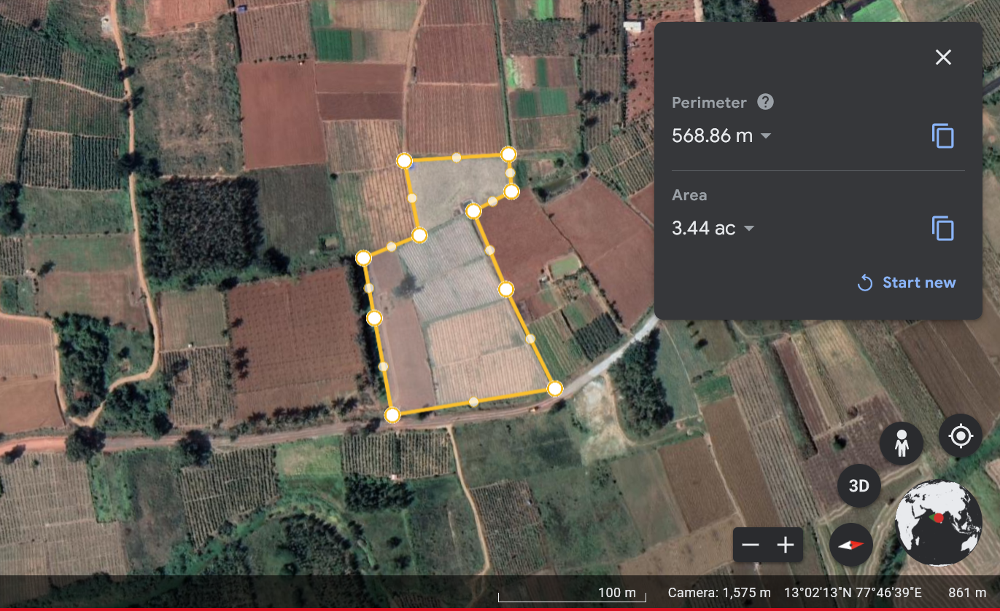 Perimeter ?
568.86 m
Area
3.44 ac
Start new
3D
100 m
Camera: 1,575 m
13°02'13"N 77°46'39"E
861 m